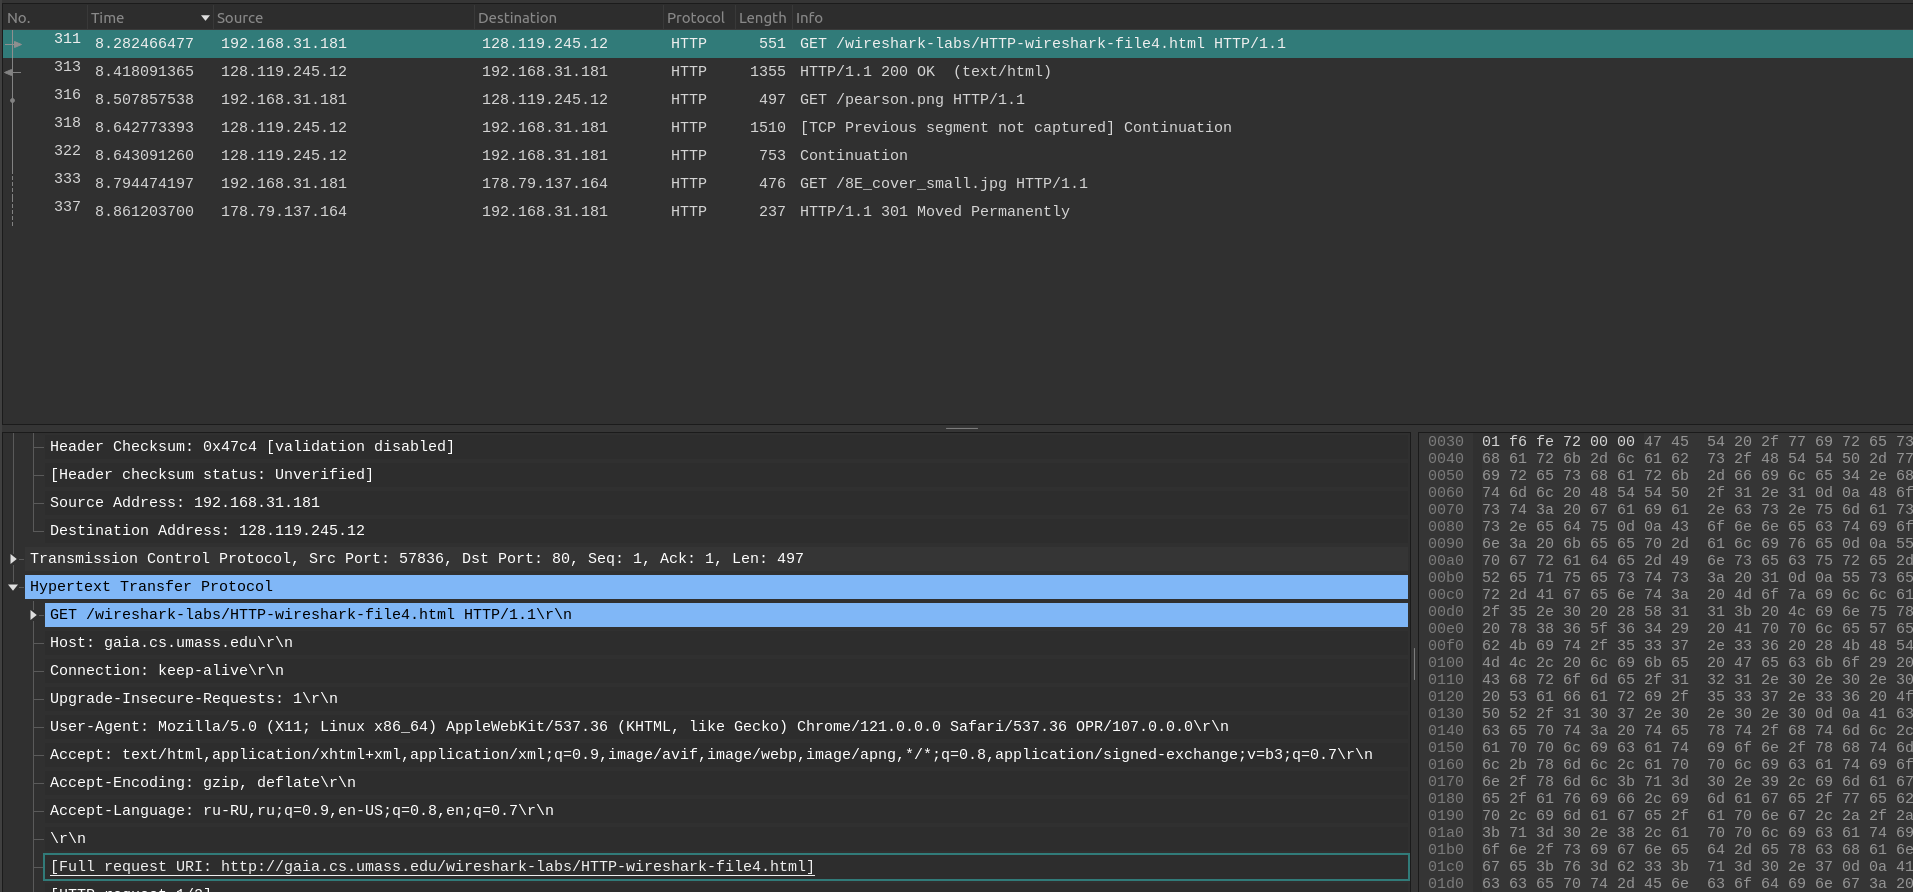 No. Time Source Destination Protocol Length Info
311 8.282466477 192.168.31.181 128.119.245.12 HTTP 551 GET /wireshark-labs/HTTP-wireshark-file4.html HTTP/1.1
313 8.418091365 128.119.245.12 192.168.31.181 HTTP 1355 HTTP/1.1 200 OK  (text/html)
316 8.507857538 192.168.31.181 128.119.245.12 HTTP 497 GET /pearson.png HTTP/1.1
318 8.642773393 128.119.245.12 192.168.31.181 HTTP 1510 [TCP Previous segment not captured] Continuation
322 8.643091260 128.119.245.12 192.168.31.181 HTTP 753 Continuation
333 8.794474197 192.168.31.181 178.79.137.164 HTTP 476 GET /8E_cover_small.jpg HTTP/1.1
337 8.861203700 178.79.137.164 192.168.31.181 HTTP 237 HTTP/1.1 301 Moved Permanently
Header Checksum: 0x47c4 [validation disabled]
[Header checksum status: Unverified]
Source Address: 192.168.31.181
Destination Address: 128.119.245.12
Transmission Control Protocol, Src Port: 57836, Dst Port: 80, Seq: 1, Ack: 1, Len: 497
Hypertext Transfer Protocol
GET /wireshark-labs/HTTP-wireshark-file4.html HTTP/1.1\r\n
Host: gaia.cs.umass.edu\r\n
Connection: keep-alive\r\n
Upgrade-Insecure-Requests: 1\r\n
User-Agent: Mozilla/5.0 (X11; Linux x86_64) AppleWebKit/537.36 (KHTML, like Gecko) Chrome/121.0.0.0 Safari/537.36 OPR/107.0.0.0\r\n
Accept: text/html,application/xhtml+xml,application/xml;q=0.9,image/avif,image/webp,image/apng,*/*;q=0.8,application/signed-exchange;v=b3;q=0.7\r\n
Accept-Encoding: gzip, deflate\r\n
Accept-Language: ru-RU,ru;q=0.9,en-US;q=0.8,en;q=0.7\r\n
\r\n
[Full request URI: http://gaia.cs.umass.edu/wireshark-labs/HTTP-wireshark-file4.html]
0030 01 f6 fe 72 00 00 47 45 54 20 2f 77 69 72 65 73
0040 68 61 72 6b 2d 6c 61 62 73 2f 48 54 54 50 2d 77
0050 69 72 65 73 68 61 72 6b 2d 66 69 6c 65 34 2e 68
0060 74 6d 6c 20 48 54 54 50 2f 31 2e 31 0d 0a 48 6f
0070 73 74 3a 20 67 61 69 61 2e 63 73 2e 75 6d 61 73
0080 73 2e 65 64 75 0d 0a 43 6f 6e 6e 65 63 74 69 6f
0090 6e 3a 20 6b 65 65 70 2d 61 6c 69 76 65 0d 0a 55
00a0 70 67 72 61 64 65 2d 49 6e 73 65 63 75 72 65 2d
00b0 52 65 71 75 65 73 74 73 3a 20 31 0d 0a 55 73 65
00c0 72 2d 41 67 65 6e 74 3a 20 4d 6f 7a 69 6c 6c 61
00d0 2f 35 2e 30 20 28 58 31 31 3b 20 4c 69 6e 75 78
00e0 20 78 38 36 5f 36 34 29 20 41 70 70 6c 65 57 65
00f0 62 4b 69 74 2f 35 33 37 2e 33 36 20 28 4b 48 54
0100 4d 4c 2c 20 6c 69 6b 65 20 47 65 63 6b 6f 29 20
0110 43 68 72 6f 6d 65 2f 31 32 31 2e 30 2e 30 2e 30
0120 20 53 61 66 61 72 69 2f 35 33 37 2e 33 36 20 4f
0130 50 52 2f 31 30 37 2e 30 2e 30 2e 30 0d 0a 41 63
0140 63 65 70 74 3a 20 74 65 78 74 2f 68 74 6d 6c 2c
0150 61 70 70 6c 69 63 61 74 69 6f 6e 2f 78 68 74 6d
0160 6c 2b 78 6d 6c 2c 61 70 70 6c 69 63 61 74 69 6f
0170 6e 2f 78 6d 6c 3b 71 3d 30 2e 39 2c 69 6d 61 67
0180 65 2f 61 76 69 66 2c 69 6d 61 67 65 2f 77 65 62
0190 70 2c 69 6d 61 67 65 2f 61 70 6e 67 2c 2a 2f 2a
01a0 3b 71 3d 30 2e 38 2c 61 70 70 6c 69 63 61 74 69
01b0 6f 6e 2f 73 69 67 6e 65 64 2d 65 78 63 68 61 6e
01c0 67 65 3b 76 3d 62 33 3b 71 3d 30 2e 37 0d 0a 41
01d0 63 63 65 70 74 2d 45 6e 63 6f 64 69 6e 67 3a 20